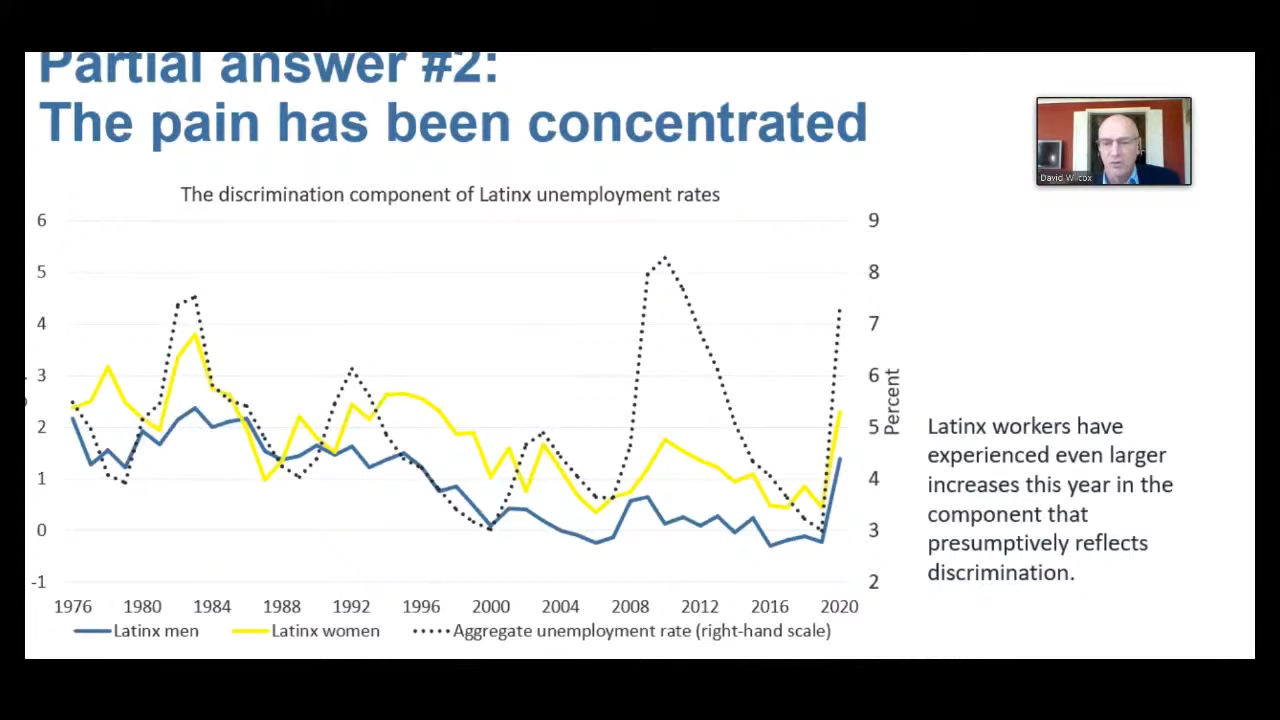 Partial answer #2:
The pain has been concentrated
David Wilcox
The discrimination component of Latinx unemployment rates
6
5
4
3
2
1
0
-1
9
8
7
6
5
4
3
2
Percent
1976 1980 1984 1988 1992 1996 2000 2004 2008 2012 2016 2020
Latinx men Latinx women Aggregate unemployment rate (right-hand scale)
Latinx workers have
experienced even larger
increases this year in the
component that
presumptively reflects
discrimination.